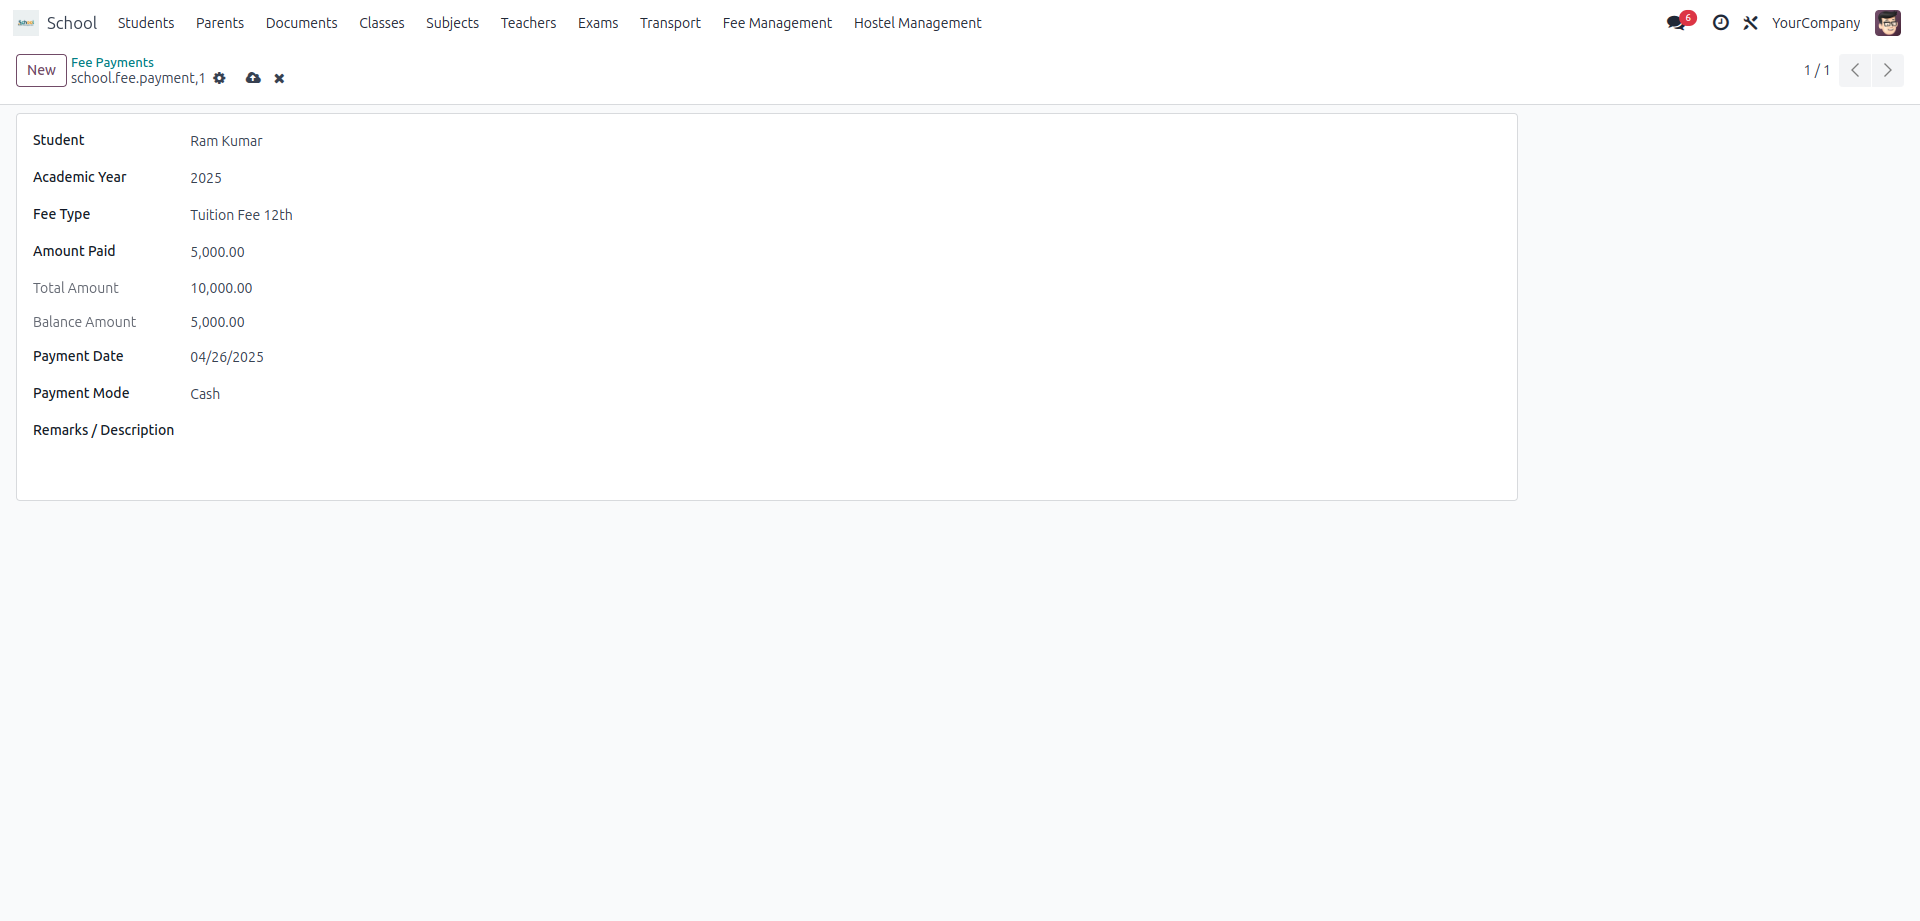 School
School Students Parents Documents Classes Subjects Teachers Exams Transport Fee Management Hostel Management 6 YourCompany
New
Fee Payments
school.fee.payment,1
1 / 1
Student Ram Kumar
Academic Year 2025
Fee Type Tuition Fee 12th
Amount Paid 5,000.00
Total Amount 10,000.00
Balance Amount 5,000.00
Payment Date 04/26/2025
Payment Mode Cash
Remarks / Description